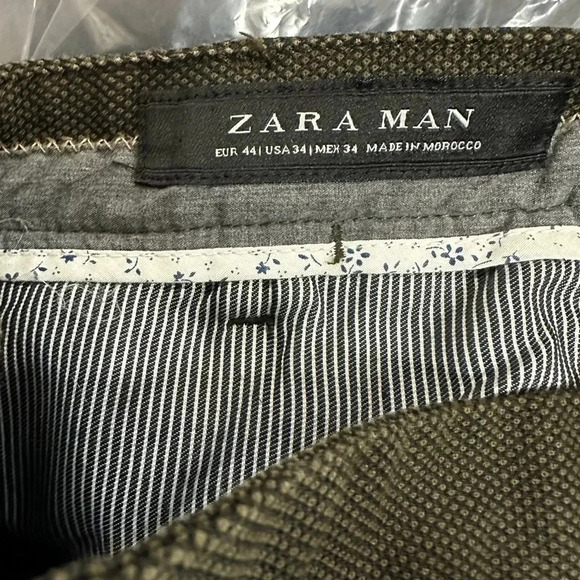 ZARA MAN
EUR 44| USA 34| MEX 34 MADE IN MOROCCO